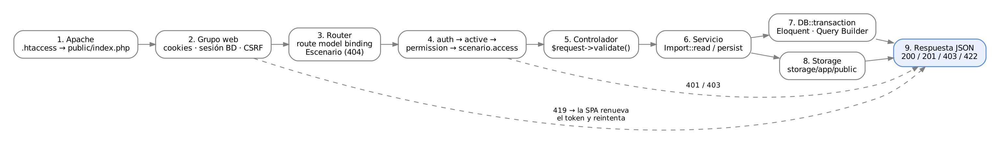 1. Apache
.htaccess → public/index.php
2. Grupo web
cookies · sesión BD · CSRF
3. Router
route model binding
Escenario (404)
4. auth → active →
permission → scenario.access
5. Controlador
$request->validate()
6. Servicio
Import::read / persist
7. DB::transaction
Eloquent · Query Builder
8. Storage
storage/app/public
9. Respuesta JSON
200 / 201 / 403 / 422
401 / 403
419 → la SPA renueva
el token y reintenta